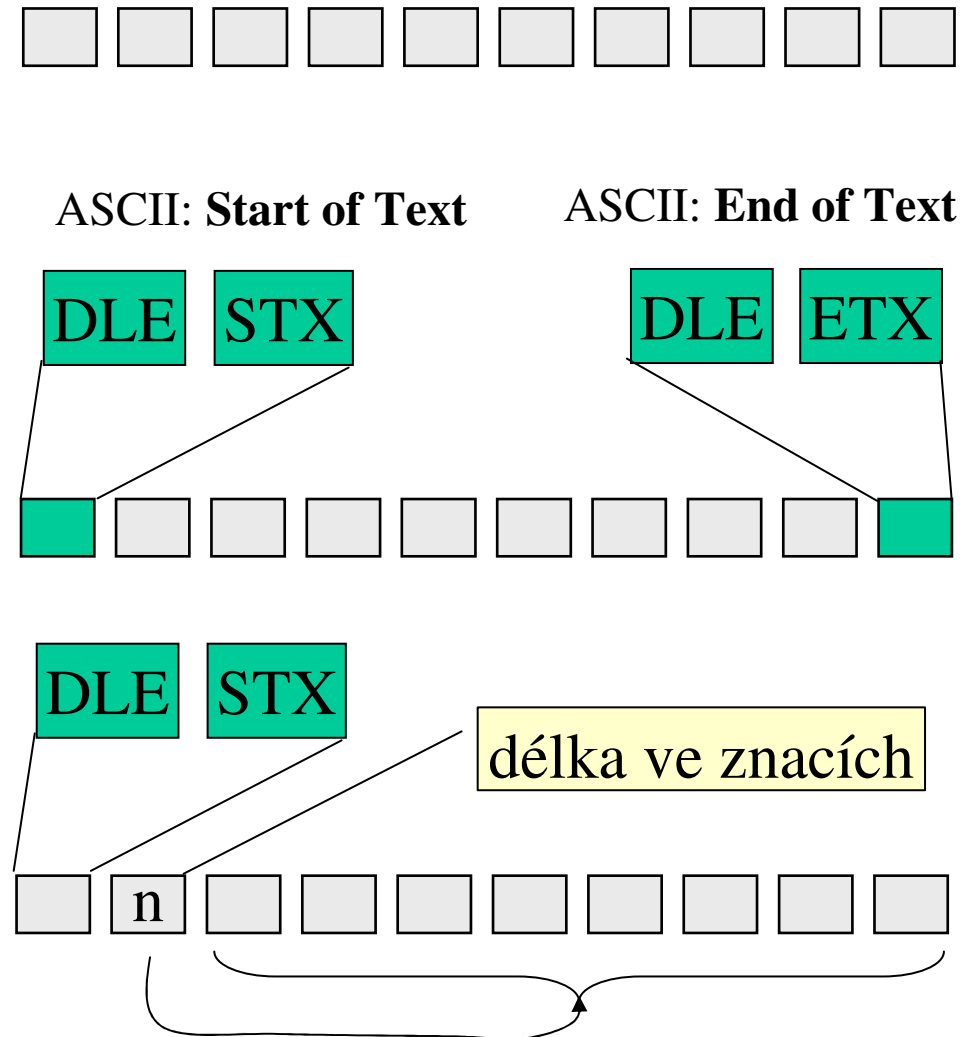 ASCII: Start of Text ASCII: End of Text
DLE STX DLE ETX
DLE STX
délka ve znacích
n